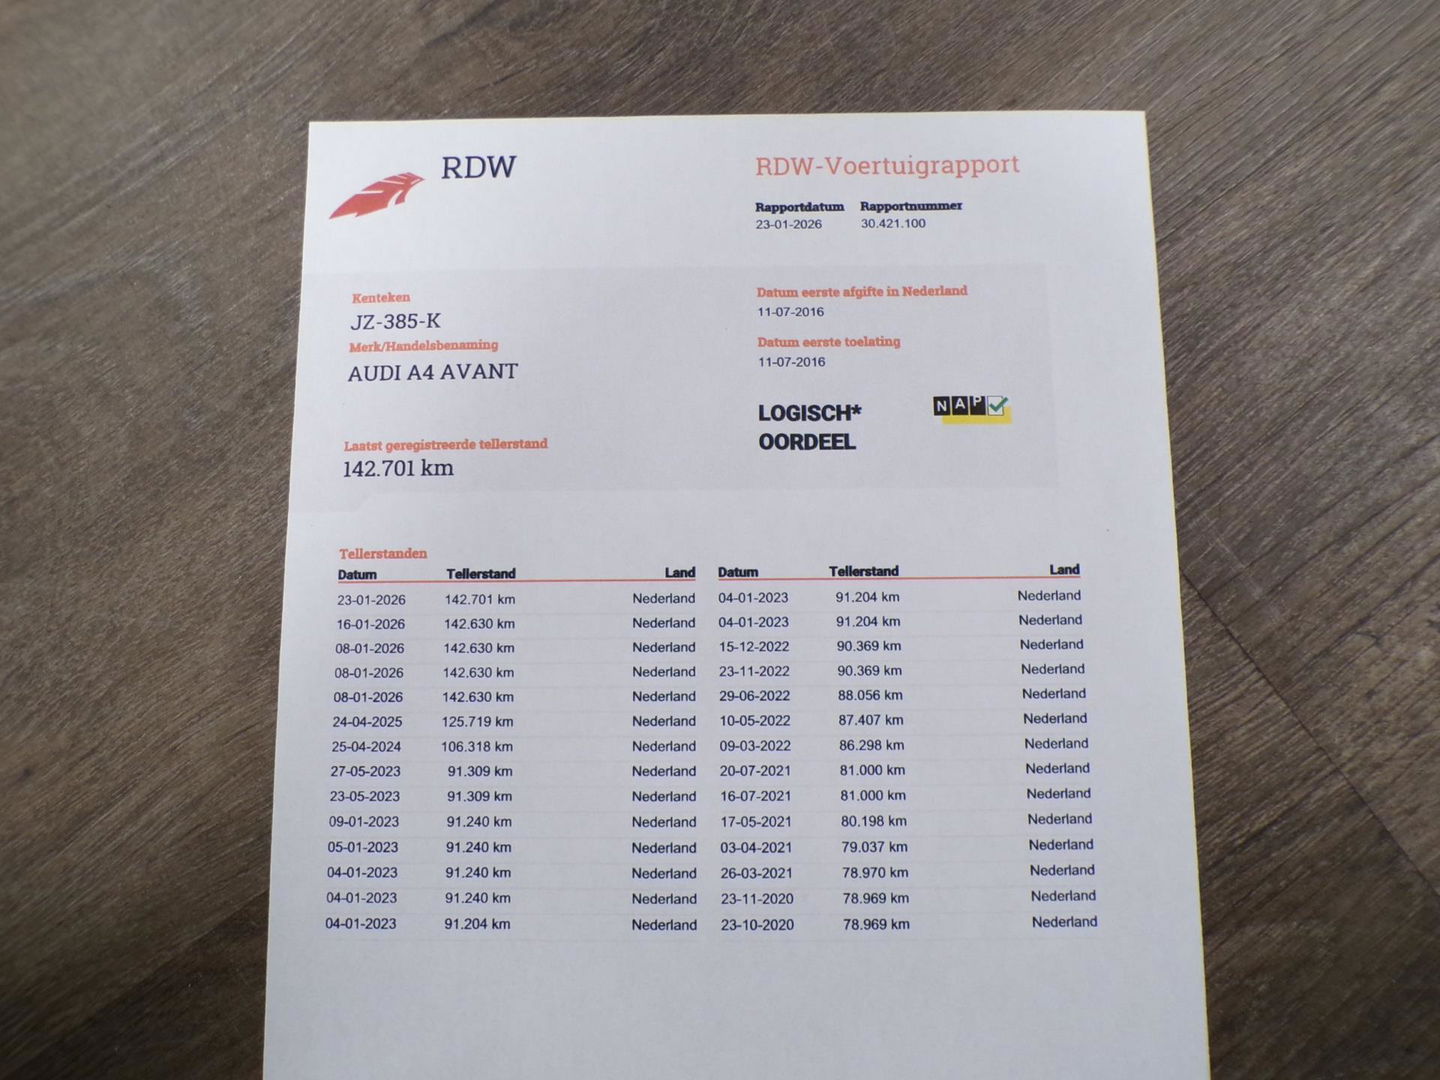 RDW
RDW-Voertuigrapport
Rapportdatum Rapportnummer
23-01-2026 30.421.100
Kenteken
JZ-385-K
Merk/Handelsbenaming
AUDI A4 AVANT
Laatst geregistreerde tellerstand
142.701 km
Datum eerste afgifte in Nederland
11-07-2016
Datum eerste toelating
11-07-2016
LOGISCH*
OORDEEL
NAP
Tellerstanden
Datum Tellerstand Land
23-01-2026 142.701 km Nederland
16-01-2026 142.630 km Nederland
08-01-2026 142.630 km Nederland
08-01-2026 142.630 km Nederland
08-01-2026 142.630 km Nederland
24-04-2025 125.719 km Nederland
25-04-2024 106.318 km Nederland
27-05-2023 91.309 km Nederland
23-05-2023 91.309 km Nederland
09-01-2023 91.240 km Nederland
05-01-2023 91.240 km Nederland
04-01-2023 91.240 km Nederland
04-01-2023 91.240 km Nederland
04-01-2023 91.204 km Nederland
Datum Tellerstand Land
04-01-2023 91.204 km Nederland
04-01-2023 91.204 km Nederland
15-12-2022 90.369 km Nederland
23-11-2022 90.369 km Nederland
29-06-2022 88.056 km Nederland
10-05-2022 87.407 km Nederland
09-03-2022 86.298 km Nederland
20-07-2021 81.000 km Nederland
16-07-2021 81.000 km Nederland
17-05-2021 80.198 km Nederland
03-04-2021 79.037 km Nederland
26-03-2021 78.970 km Nederland
23-11-2020 78.969 km Nederland
23-10-2020 78.969 km Nederland